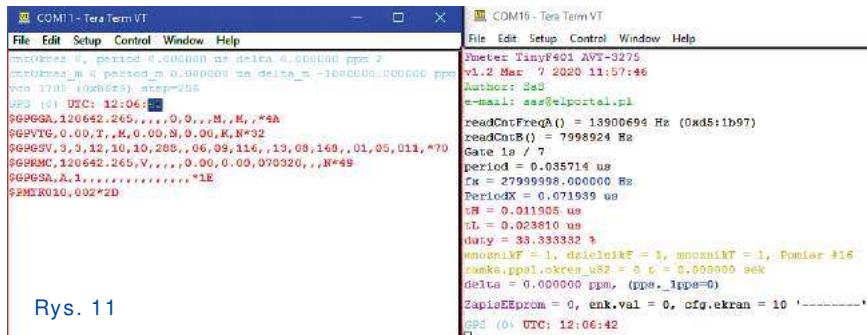 COM11 - Tera Term VT
File Edit Setup Control Window Help
cntOkres 0, period 0.000000 us delta 0.000000 ppm 2
cntOkres_m 0 period_m 0.000000 us delta_m -1000000.000000 ppm
step=256
GPS (0) UTC: 12:06:
$GPGGA,120642.265,,,,,0,0,,,M,,M,,*4A
$GPVTG,0.00,T,,M,0.00,N,0.00,K,N*32
$GPGSV,3,3,12,10,10,288,,06,09,116,,13,08,168,,01,05,011,*70
$GPRMC,120642.265,V,,,,,0.00,0.00,070320,,,N*49
$GPGSA,A,1,,,,,,,,,,,,,,,*1E
$PMTK010,002*2D
Rys. 11
COM16 - Tera Term VT
File Edit Setup Control Window Help
Fmeter TinyF401 AVT-3275
v1.2 Mar 7 2020 11:57:46
Author: SaS
e-mail: sas@elportal.pl
readCntFreqA() = 13900694 Hz (0xd5:1b97)
readCntB() = 7998924 Hz
Gate 1s / 7
period = 0.035714 us
fx = 27999998.000000 Hz
PeriodX = 0.071939 us
tH = 0.011905 us
tL = 0.023810 us
duty = 33.333332 %
mnoznikF = 1, dzielnikF = 1, mnoznikT = 1, Pomiar #16
ramka.pps1.okres_u32 = 0 t = 0.000000 sek
delta = 0.000000 ppm, (pps._1pps=0)
ZapisEEprom = 0, enk.val = 0, cfg.ekran = 10 '--------'
GPS (0) UTC: 12:06:42